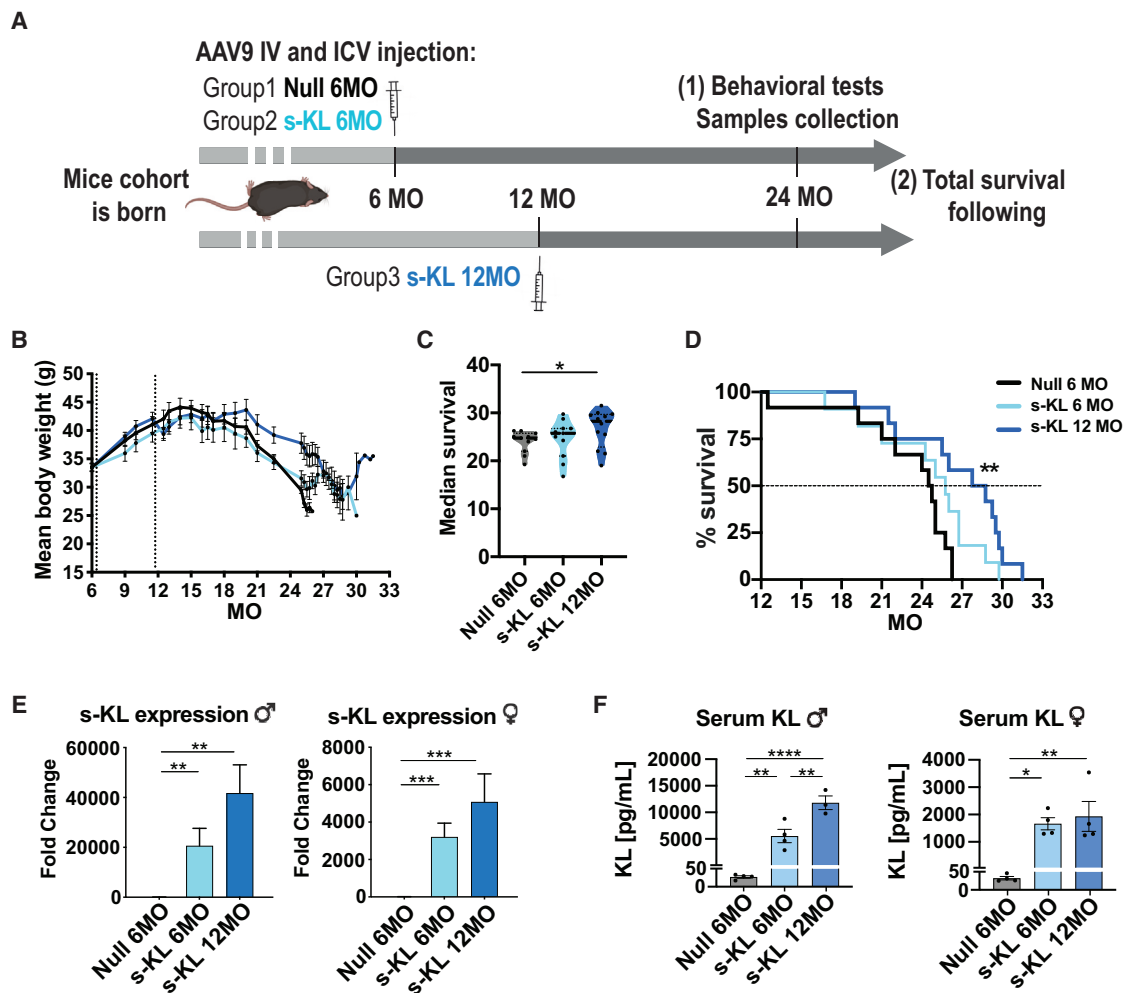 A
AAV9 IV and ICV injection:
Group1 Null 6MO
Group2 s-KL 6MO
(1) Behavioral tests
Samples collection
Mice cohort
is born
6 MO
12 MO
24 MO
(2) Total survival
following
Group3 s-KL 12MO
B
Mean body weight (g)
50
45
40
35
30
25
20
15
6 9 12 15 18 21 24 27 30 33
MO
C
Median survival
40
30
20
10
0
*
Null 6MO
s-KL 6MO
s-KL 12MO
D
% survival
100
75
50
25
0
**
Null 6 MO
s-KL 6 MO
s-KL 12 MO
12 15 18 21 24 27 30 33
MO
E
s-KL expression ♂
Fold Change
60000
40000
20000
0
**
**
Null 6MO
s-KL 6MO
s-KL 12MO
s-KL expression ♀
Fold Change
8000
6000
4000
2000
0
***
***
Null 6MO
s-KL 6MO
s-KL 12MO
F
Serum KL ♂
KL [pg/mL]
20000
15000
10000
5000
50
0
****
** **
Null 6MO
s-KL 6MO
s-KL 12MO
Serum KL ♀
KL [pg/mL]
4000
3000
2000
1000
50
0
**
*
Null 6MO
s-KL 6MO
s-KL 12MO